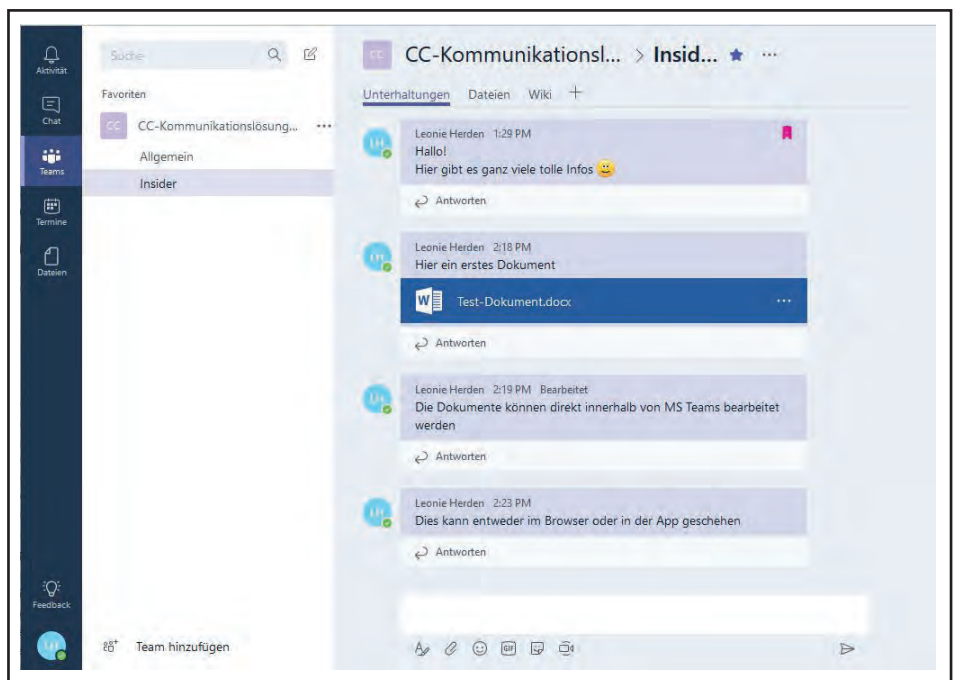 Aktivität
Chat
Teams
Termine
Dateien
Feedback
Suche
Favoriten
CC
CC-Kommunikationslösung...
Allgemein
Insider
Team hinzufügen
CC
CC-Kommunikationsl... > Insid... ★ ...
Unterhaltungen Dateien Wiki +
Leonie Herden 1:29 PM
Hallo!
Hier gibt es ganz viele tolle Infos
Antworten
Leonie Herden 2:18 PM
Hier ein erstes Dokument
W
Test-Dokument.docx ...
Antworten
Leonie Herden 2:19 PM Bearbeitet
Die Dokumente können direkt innerhalb von MS Teams bearbeitet
werden
Antworten
Leonie Herden 2:23 PM
Dies kann entweder im Browser oder in der App geschehen
Antworten
GIF